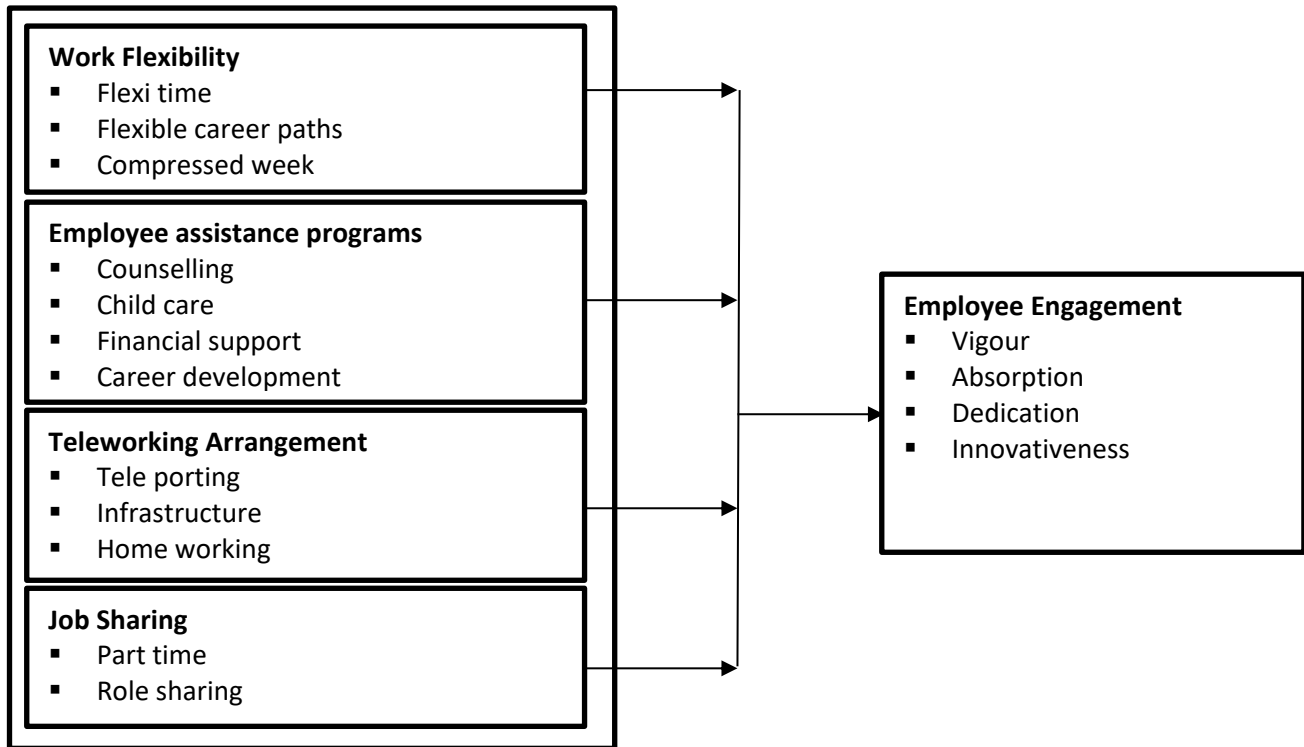 Work Flexibility
▪ Flexi time
▪ Flexible career paths
▪ Compressed week
Employee assistance programs
▪ Counselling
▪ Child care
▪ Financial support
▪ Career development
Teleworking Arrangement
▪ Tele porting
▪ Infrastructure
▪ Home working
Job Sharing
▪ Part time
▪ Role sharing
Employee Engagement
▪ Vigour
▪ Absorption
▪ Dedication
▪ Innovativeness